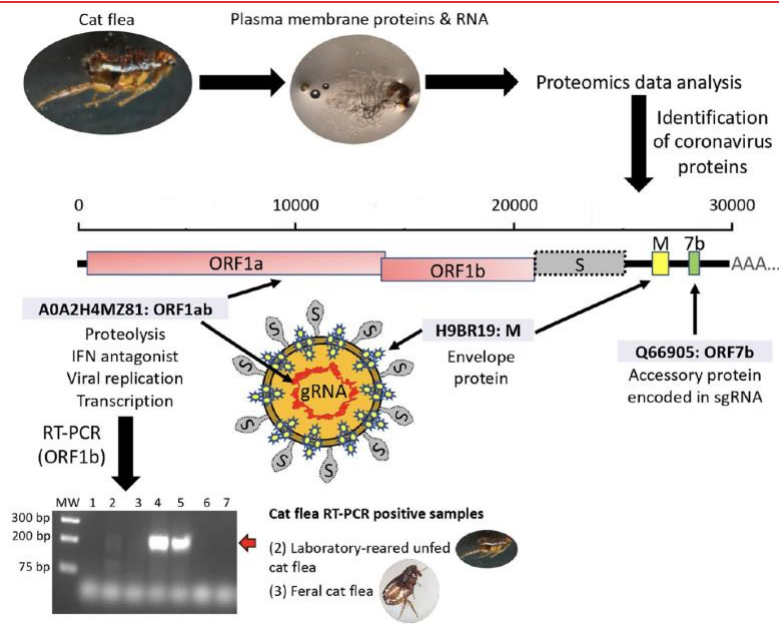 Cat flea
Plasma membrane proteins & RNA
Proteomics data analysis
Identification
of coronavirus
proteins
0
10000
20000
30000
ORF1a
ORF1b
S
M
7b
AAA...
A0A2H4MZ81: ORF1ab
Proteolysis
IFN antagonist
Viral replication
Transcription
H9BR19: M
Envelope
protein
Q66905: ORF7b
Accessory protein
encoded in sgRNA
S
S
S
S
S
S
S
S
S
S
S
gRNA
RT-PCR
(ORF1b)
MW 1 2 3 4 5 6 7
300 bp
200 bp
75 bp
Cat flea RT-PCR positive samples
(2) Laboratory-reared unfed
cat flea
(3) Feral cat flea